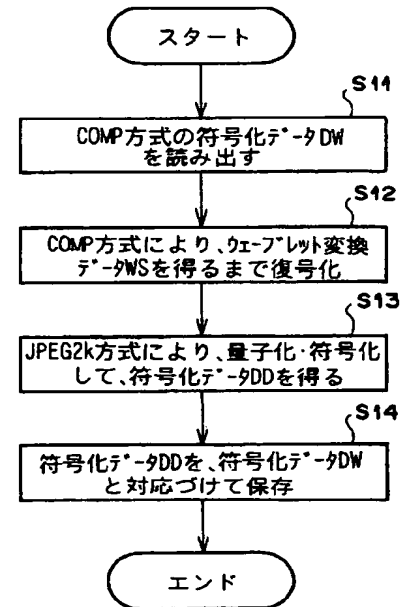 スタート
S11
COMP方式の符号化データDW
を読み出す
S12
COMP方式により、ウェーブレット変換
データWSを得るまで復号化
S13
JPEG2k方式により、量子化・符号化
して、符号化データDDを得る
S14
符号化データDDを、符号化データDW
と対応づけて保存
エンド